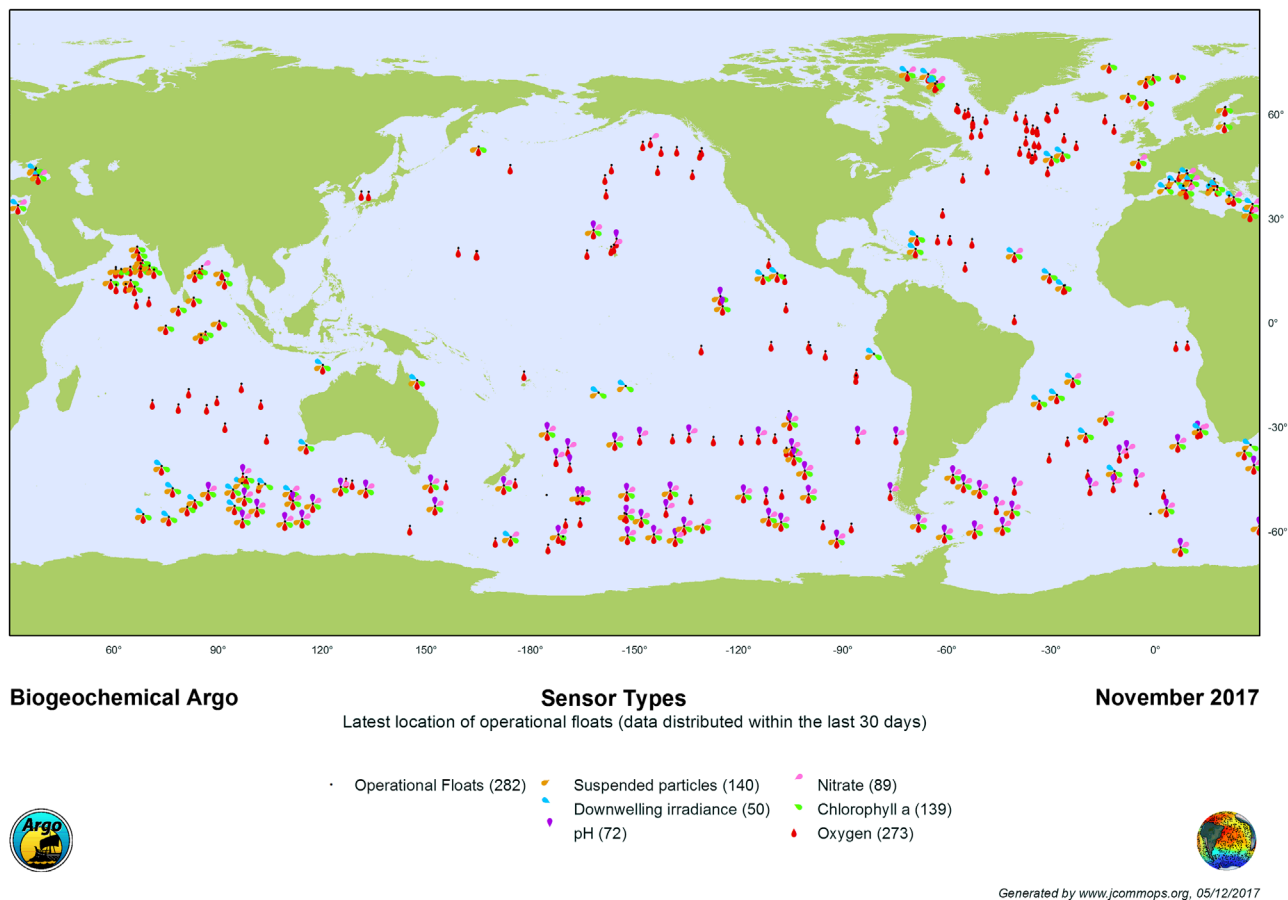 60°
30°
0°
-30°
-60°
60° 90° 120° 150° -180° -150° -120° -90° -60° -30° 0°
Biogeochemical Argo Sensor Types November 2017
Latest location of operational floats (data distributed within the last 30 days)
Operational Floats (282) Suspended particles (140) Nitrate (89)
Downwelling irradiance (50) Chlorophyll a (139)
pH (72) Oxygen (273)
Argo
Generated by www.jcommops.org, 05/12/2017